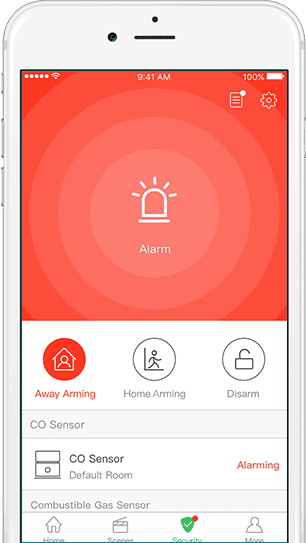 9:41 AM 100%
Alarm
Away Arming Home Arming Disarm
CO Sensor
CO Sensor
Default Room
Alarming
Combustible Gas Sensor
Home Scenes Security More